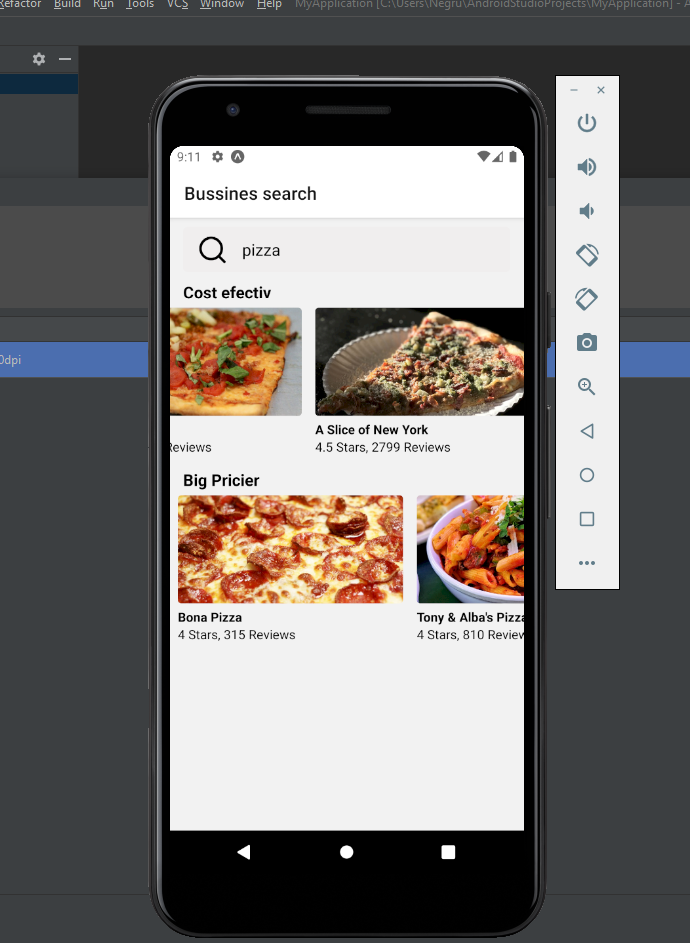 Refactor Build Run Tools VCS Window Help MyApplication [C:\Users\Negru\AndroidStudioProjects\MyApplication] - A
0dpi
9:11
Bussines search
pizza
Cost efectiv
Reviews
A Slice of New York
4.5 Stars, 2799 Reviews
Big Pricier
Bona Pizza
4 Stars, 315 Reviews
Tony & Alba's Pizza
4 Stars, 810 Review